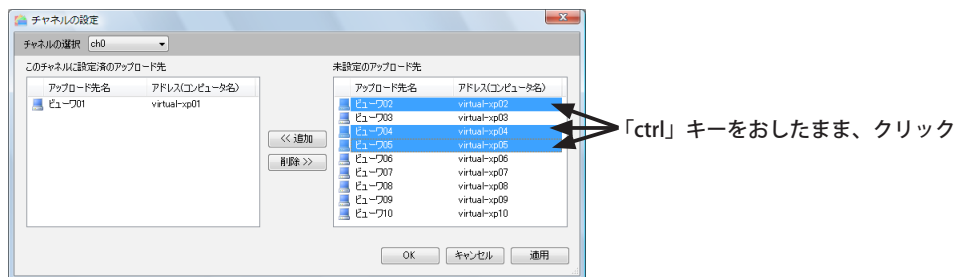 チャネルの設定
チャネルの選択 ch0
このチャネルに設定済のアップロード先
アップロード先名 アドレス(コンピュータ名)
ビューワ01 virtual-xp01
<< 追加
削除 >>
未設定のアップロード先
アップロード先名 アドレス(コンピュータ名)
ビューワ02 virtual-xp02
ビューワ03 virtual-xp03
ビューワ04 virtual-xp04
ビューワ05 virtual-xp05
ビューワ06 virtual-xp06
ビューワ07 virtual-xp07
ビューワ08 virtual-xp08
ビューワ09 virtual-xp09
ビューワ10 virtual-xp10
「ctrl」キーをおしたまま、クリック
OK キャンセル 適用